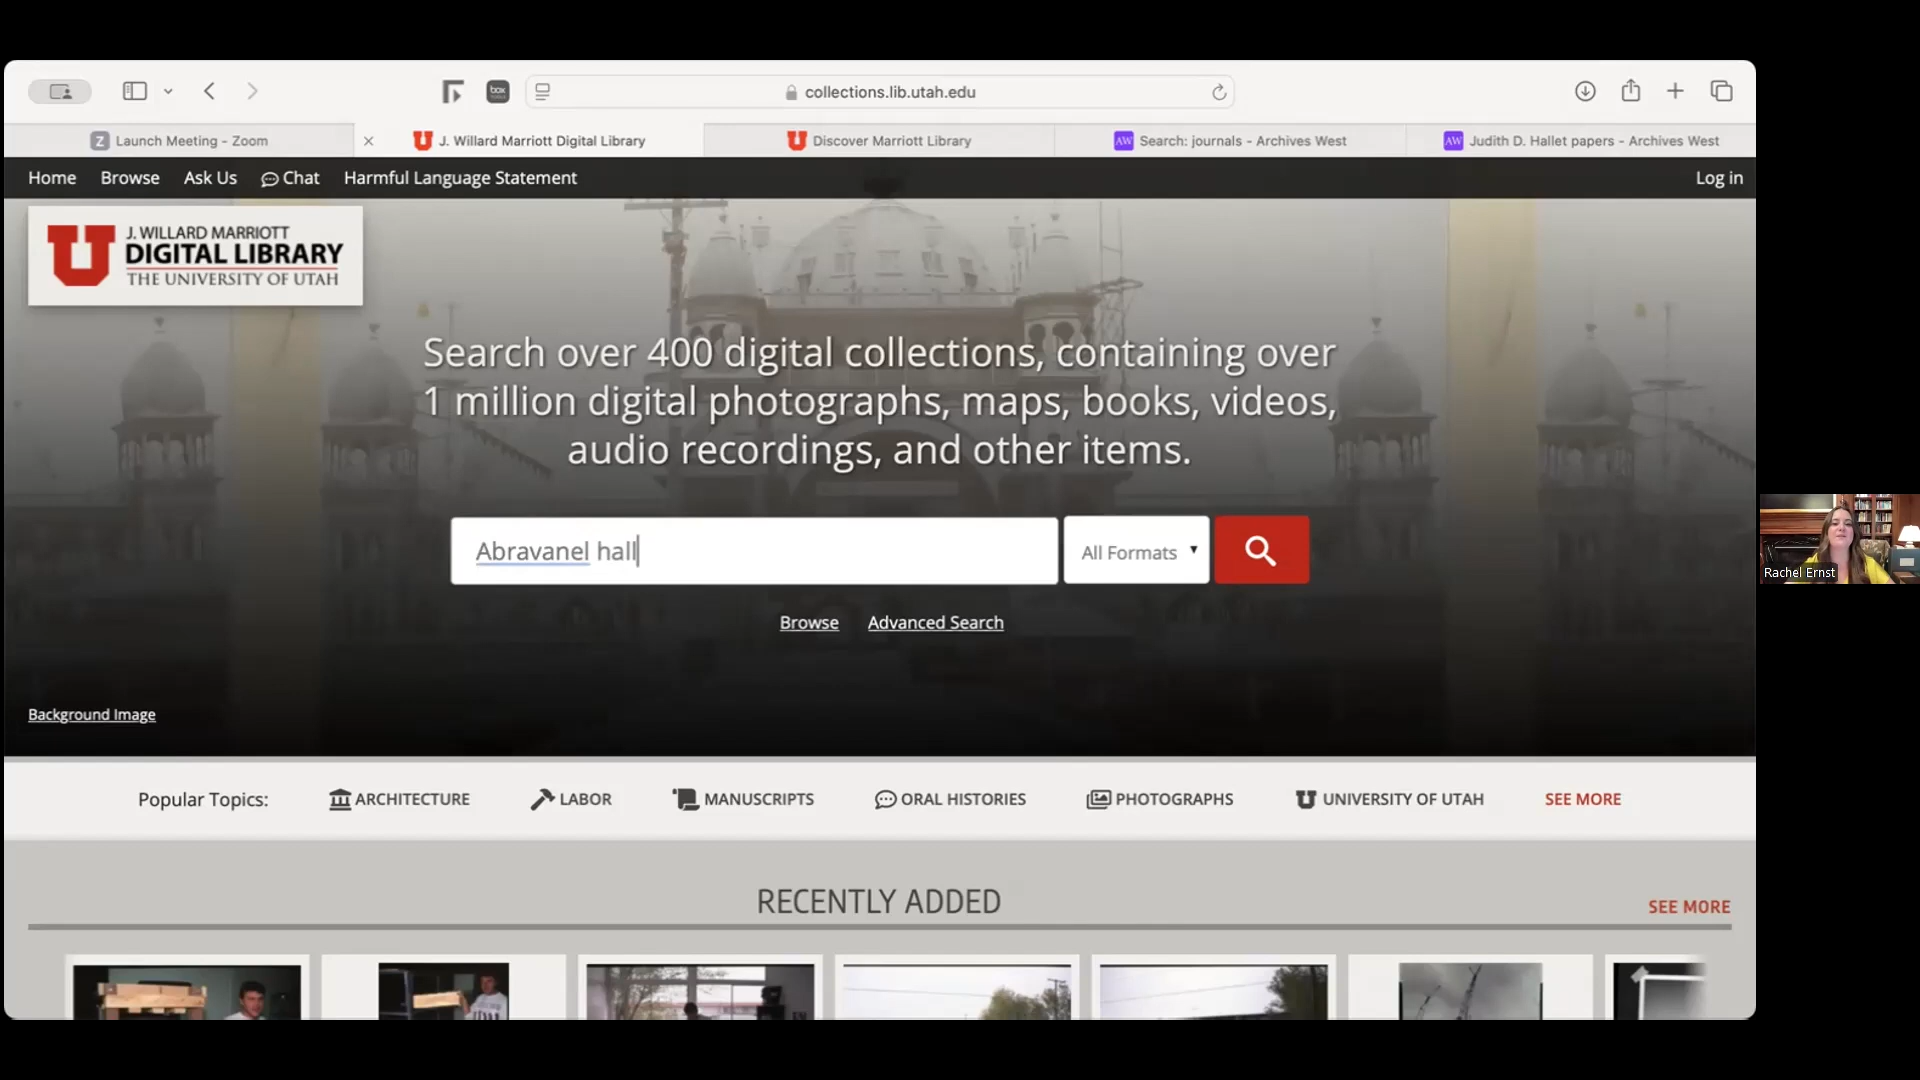 box
collections.lib.utah.edu
Z Launch Meeting - Zoom
J. Willard Marriott Digital Library
Discover Marriott Library
AW Search: journals - Archives West
AW Judith D. Hallet papers - Archives West
Home Browse Ask Us Chat Harmful Language Statement Log in
J. WILLARD MARRIOTT
DIGITAL LIBRARY
THE UNIVERSITY OF UTAH
Search over 400 digital collections, containing over
1 million digital photographs, maps, books, videos,
audio recordings, and other items.
Abravanel hall
All Formats
Browse Advanced Search
Rachel Ernst
Background Image
Popular Topics: ARCHITECTURE LABOR MANUSCRIPTS ORAL HISTORIES PHOTOGRAPHS UNIVERSITY OF UTAH SEE MORE
RECENTLY ADDED
SEE MORE